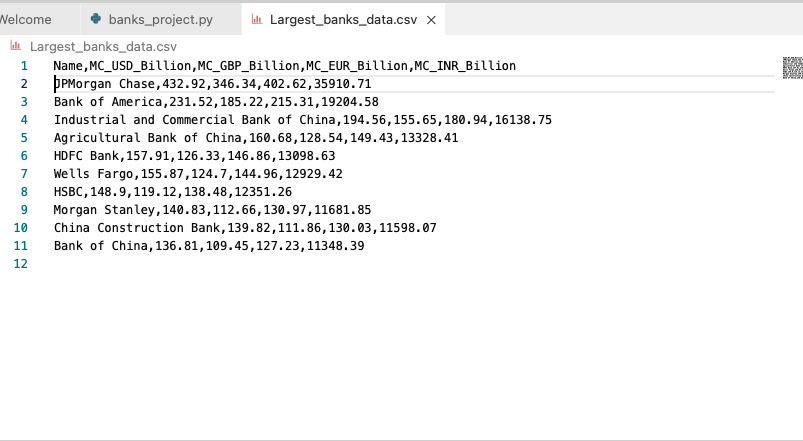 Welcome banks_project.py Largest_banks_data.csv
Largest_banks_data.csv
1 Name,MC_USD_Billion,MC_GBP_Billion,MC_EUR_Billion,MC_INR_Billion
2 JPMorgan Chase,432.92,346.34,402.62,35910.71
3 Bank of America,231.52,185.22,215.31,19204.58
4 Industrial and Commercial Bank of China,194.56,155.65,180.94,16138.75
5 Agricultural Bank of China,160.68,128.54,149.43,13328.41
6 HDFC Bank,157.91,126.33,146.86,13098.63
7 Wells Fargo,155.87,124.7,144.96,12929.42
8 HSBC,148.9,119.12,138.48,12351.26
9 Morgan Stanley,140.83,112.66,130.97,11681.85
10 China Construction Bank,139.82,111.86,130.03,11598.07
11 Bank of China,136.81,109.45,127.23,11348.39
12